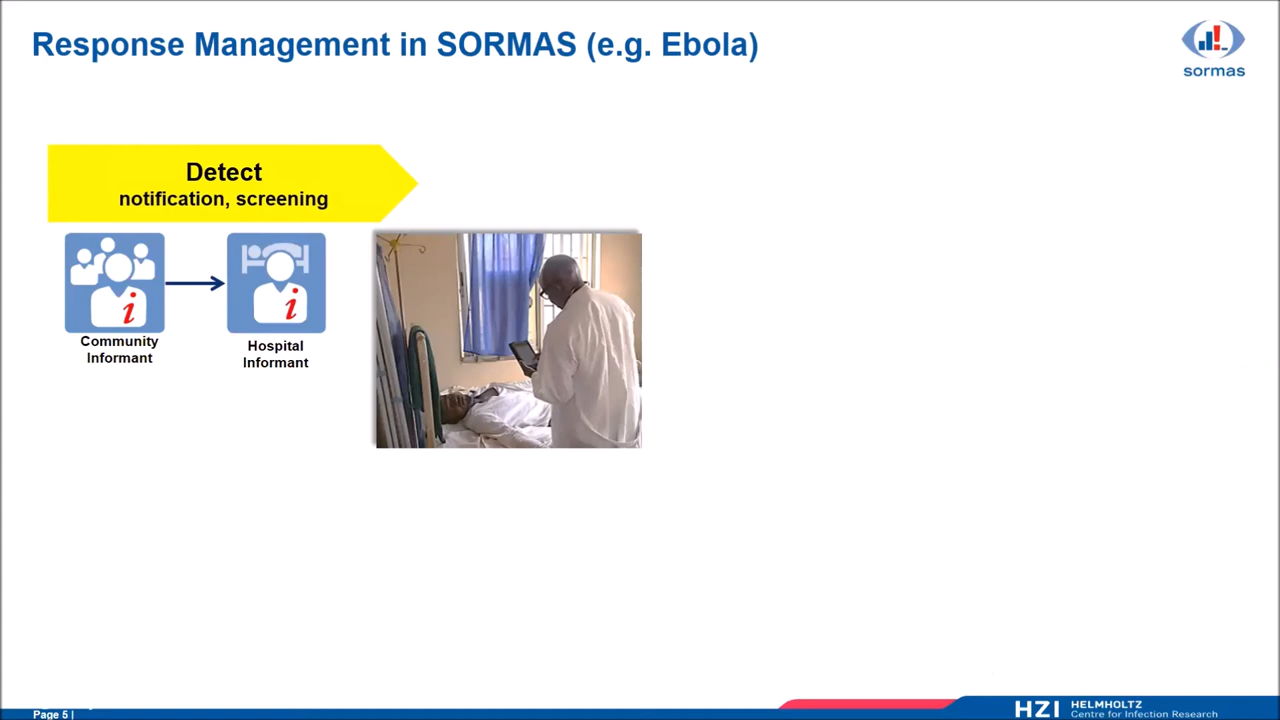 Response Management in SORMAS (e.g. Ebola)
sormas
Detect
notification, screening
i
i
Community
Informant
Hospital
Informant
Page 5 |
HZI
HELMHOLTZ
Centre for Infection Research